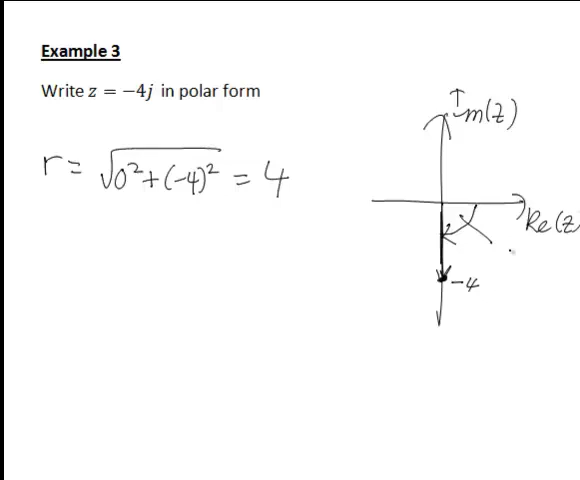 Example 3
Write z = −4j in polar form
r = √0²+(-4)² = 4
Im(z)
Re(z)
-4